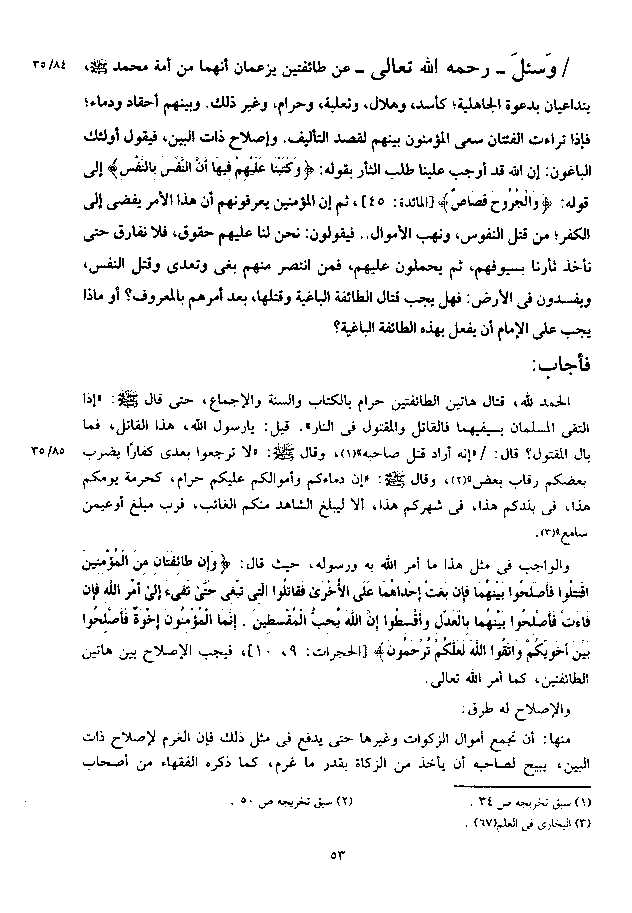 / وَسئلَ ـ رحمه الله تعالى ـ عن طائفتين يزعمان أنهما من أمة محمد ﷺ، ٣٥/٨٤
يتداعيان بدعوة الجاهلية؛ كأسد، وهلال، وثعلبة، وحرام، وغير ذلك. وبينهم أحقاد ودماء؛
فإذا تراءت الفئتان سعى المؤمنون بينهم لقصد التأليف. وإصلاح ذات البين، فيقول أولئك
الباغون: إن الله قد أوجب علينا طلب الثأر بقوله: ﴿ وَكَتَبْنَا عَلَيْهِمْ فِيهَا أَنَّ النَّفْسَ بِالنَّفْسِ ﴾ إلى
قوله: ﴿ وَالْجُرُوحَ قِصَاصٌ ﴾ [المائدة: ٤٥]، ثم إن المؤمنين يعرفونهم أن هذا الأمر يفضى إلى
الكفر؛ من قتل النفوس، ونهب الأموال.. فيقولون: نحن لنا عليهم حقوق، فلا نفارق حتى
نأخذ ثأرنا بسيوفهم، ثم يحملون عليهم، فمن انتصر منهم بغى وتعدى وقتل النفس،
ويفسدون فى الأرض: فهل يجب قتال الطائفة الباغية وقتلها، بعد أمرهم بالمعروف؟ أو ماذا
يجب على الإمام أن يفعل بهذه الطائفة الباغية؟
فأجاب:
الحمد لله، قتال هاتين الطائفتين حرام بالكتاب والسنة والإجماع، حتى قال ﷺ: «إذا
التقى المسلمان بسيفيهما فالقاتل والمقتول فى النار». قيل: يارسول الله، هذا القاتل، فما
بال المقتول؟ قال: / «إنه أراد قتل صاحبه»(١)، وقال ﷺ: «لا ترجعوا بعدى كفارًا يضرب ٣٥/٨٥
بعضكم رقاب بعض»(٢)، وقال ﷺ: «إن دماءكم وأموالكم عليكم حرام، كحرمة يومكم
هذا، فى بلدكم هذا، فى شهركم هذا، ألا ليبلغ الشاهد منكم الغائب، فرب مبلغ أوعى من
سامع»(٣).
والواجب فى مثل هذا ما أمر الله به ورسوله، حيث قال: ﴿ وَإِن طَائِفَتَانِ مِنَ الْمُؤْمِنِينَ
اقْتَتَلُوا فَأَصْلِحُوا بَيْنَهُمَا فَإِن بَغَتْ إِحْدَاهُمَا عَلَى الأُخْرَىٰ فَقَاتِلُوا الَّتِي تَبْغِي حَتَّىٰ تَفِيءَ إِلَىٰ أَمْرِ اللَّهِ فَإِن
فَاءَتْ فَأَصْلِحُوا بَيْنَهُمَا بِالْعَدْلِ وَأَقْسِطُوا إِنَّ اللَّهَ يُحِبُّ الْمُقْسِطِينَ . إِنَّمَا الْمُؤْمِنُونَ إِخْوَةٌ فَأَصْلِحُوا
بَيْنَ أَخَوَيْكُمْ وَاتَّقُوا اللَّهَ لَعَلَّكُمْ تُرْحَمُونَ ﴾ [الحجرات: ٩، ١٠]، فيجب الإصلاح بين هاتين
الطائفتين، كما أمر الله تعالى.
والإصلاح له طرق:
منها: أن تجمع أموال الزكوات وغيرها حتى يدفع فى مثل ذلك فإن الغرم لإصلاح ذات
البين، يبيح لصاحبه أن يأخذ من الزكاة بقدر ما غرم، كما ذكره الفقهاء من أصحاب
(١) سبق تخريجه ص ٣٤ . (٢) سبق تخريجه ص ٥٠ .
(٣) البخارى فى العلم(٦٧) .
٥٣